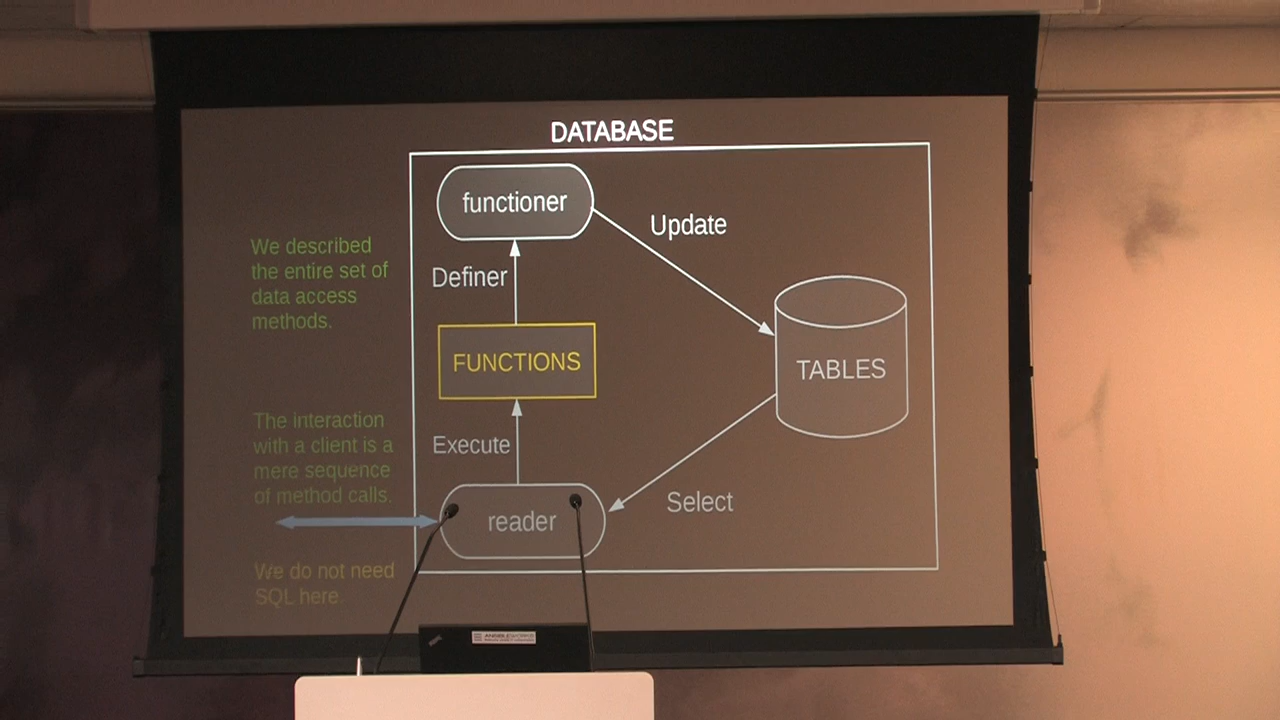 DATABASE
functioner
Update
We described
the entire set of
data access
methods.
Definer
FUNCTIONS
TABLES
The interaction
with a client is a
mere sequence
of method calls.
Execute
Select
reader
We do not need
SQL here
ANSIBLEWORKS